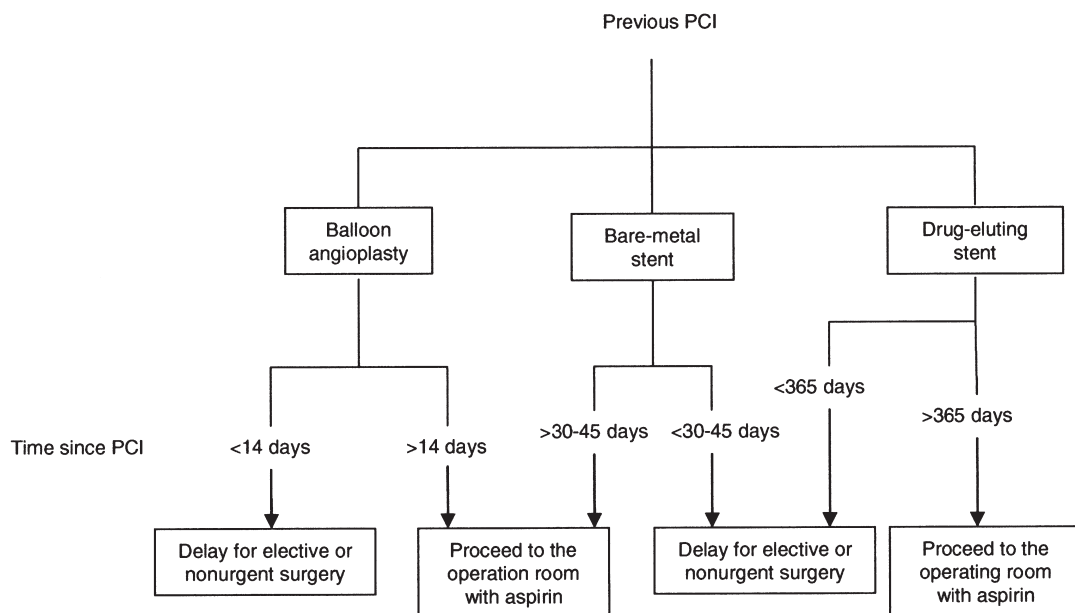 Previous PCI
Balloon
angioplasty
Bare-metal
stent
Drug-eluting
stent
<365 days
>365 days
Time since PCI
<14 days
>14 days
>30-45 days
<30-45 days
Delay for elective or
nonurgent surgery
Proceed to the
operation room
with aspirin
Delay for elective or
nonurgent surgery
Proceed to the
operating room
with aspirin